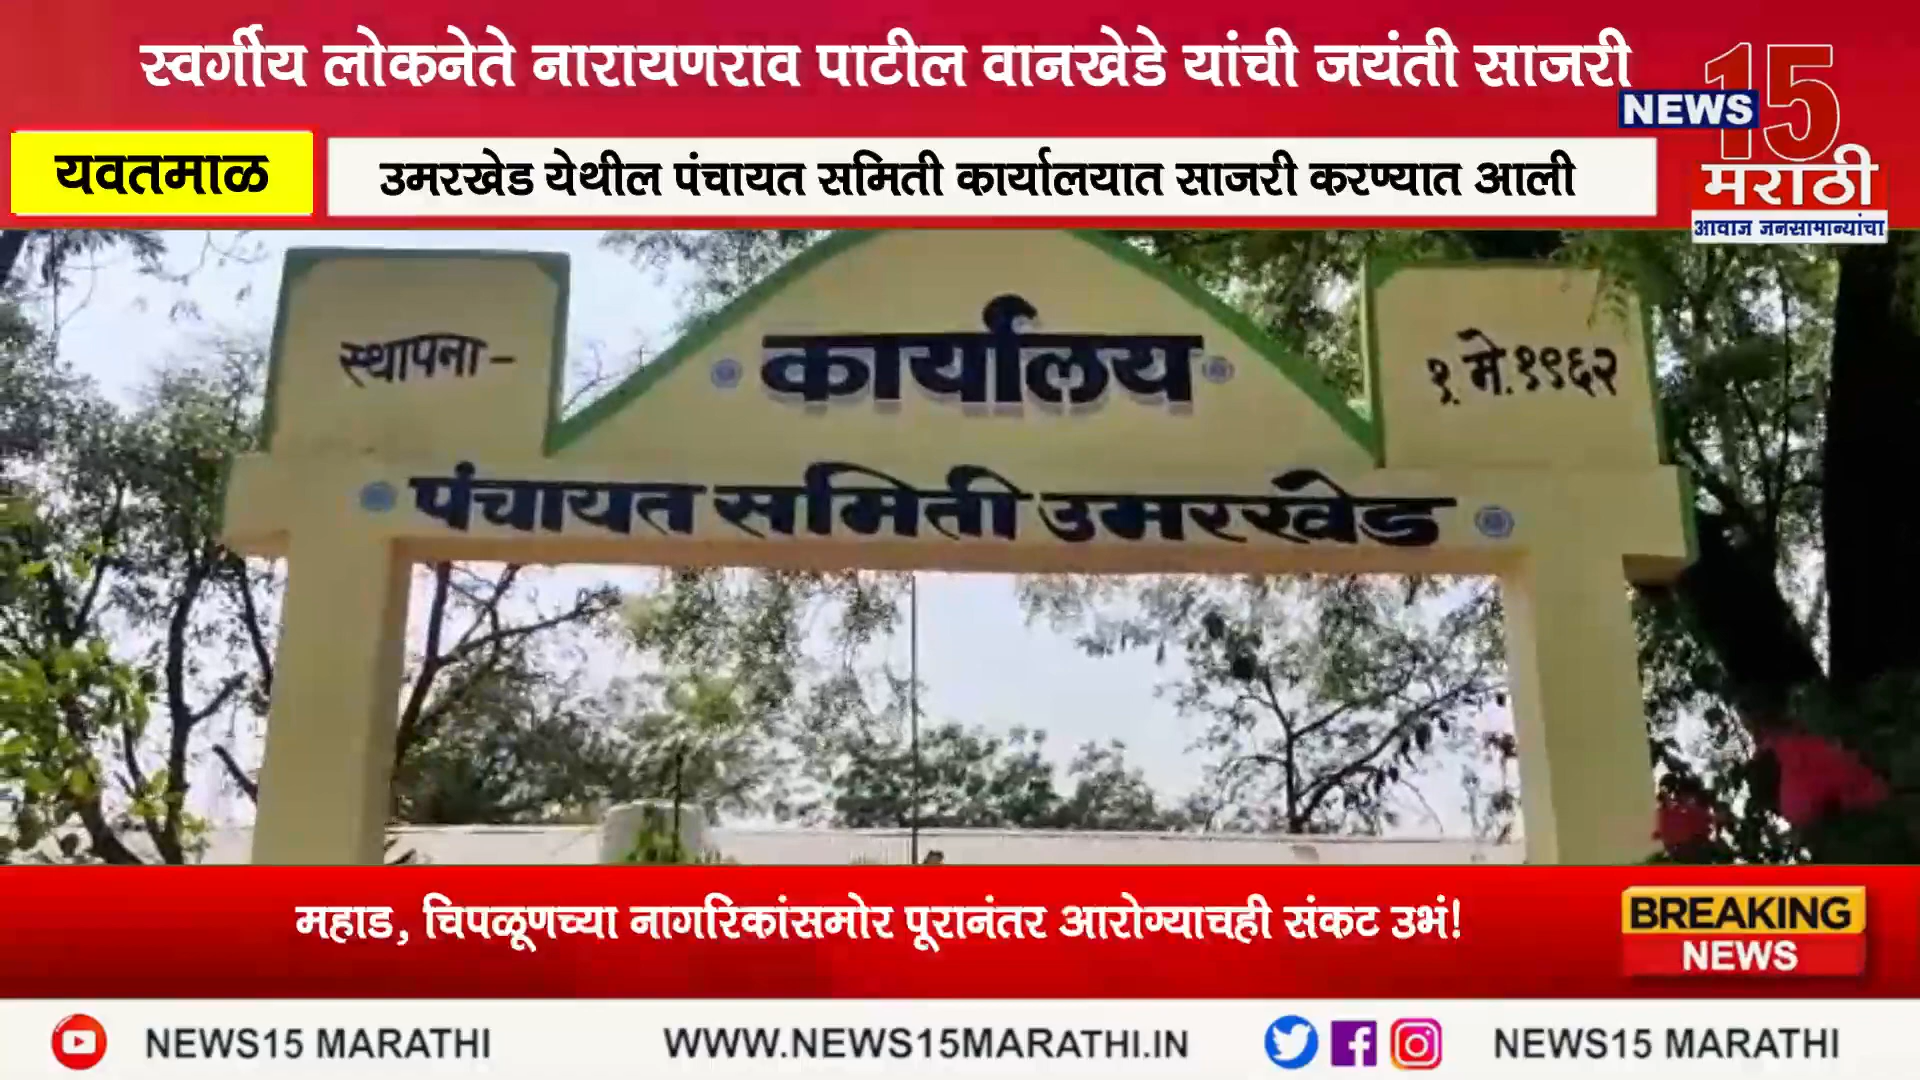 स्वर्गीय लोकनेते नारायणराव पाटील वानखेडे यांची जयंती साजरी
NEWS 15
मराठी
आवाज जनसामान्यांचा
यवतमाळ
उमरखेड येथील पंचायत समिती कार्यालयात साजरी करण्यात आली
स्थापना-
कार्यालय
१ मे. १९६२
पंचायत समिती उमरखेड
महाड, चिपळूणच्या नागरिकांसमोर पूरानंतर आरोग्याचही संकट उभं!
BREAKING
NEWS
NEWS15 MARATHI
WWW.NEWS15MARATHI.IN
NEWS15 MARATHI